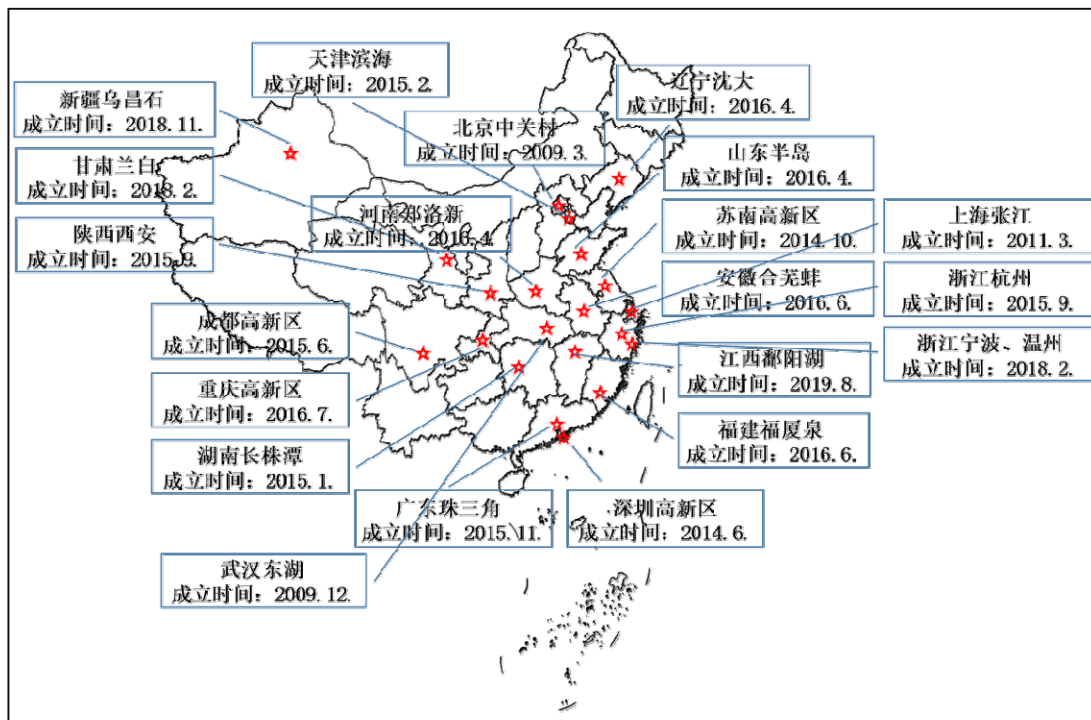 天津滨海
成立时间：2015.2.
辽宁沈大
成立时间：2016.4.
新疆乌昌石
成立时间：2018.11.
北京中关村
成立时间：2009.3.
山东半岛
成立时间：2016.4.
甘肃兰白
成立时间：2018.2.
河南郑洛新
成立时间：2016.4.
苏南高新区
成立时间：2014.10.
上海张江
成立时间：2011.3.
陕西西安
成立时间：2015.9.
安徽合芜蚌
成立时间：2016.6.
浙江杭州
成立时间：2015.9.
成都高新区
成立时间：2015.6.
浙江宁波、温州
成立时间：2018.2.
江西鄱阳湖
成立时间：2019.8.
重庆高新区
成立时间：2016.7.
福建福厦泉
成立时间：2016.6.
湖南长株潭
成立时间：2015.1.
广东珠三角
成立时间：2015.11.
深圳高新区
成立时间：2014.6.
武汉东湖
成立时间：2009.12.